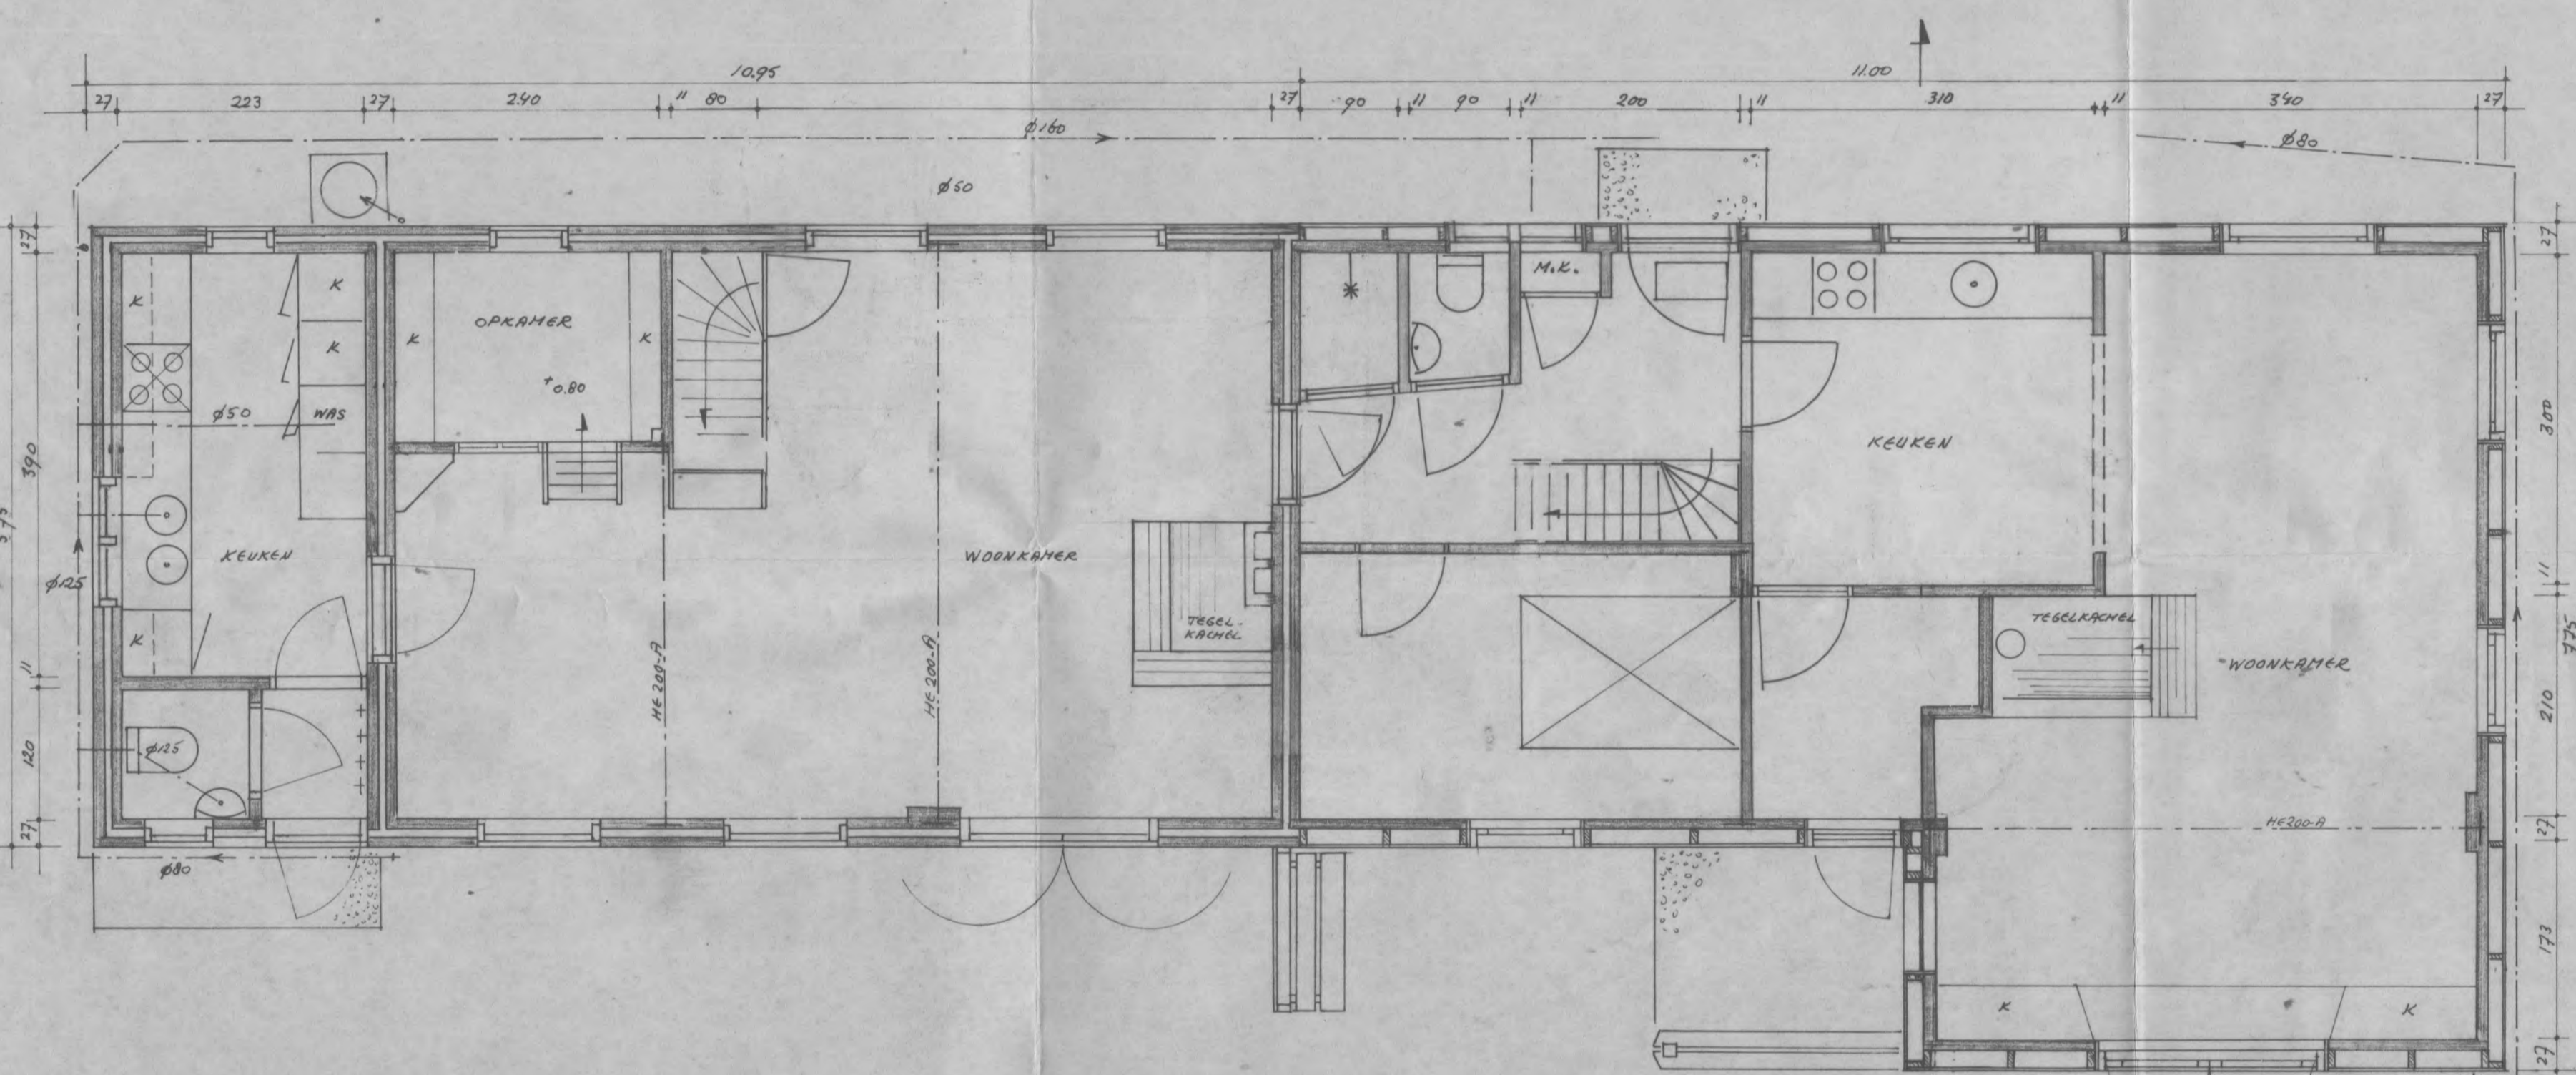 10.95
11.00
27
223
27
240
11
80
27
90
11
90
11
200
11
310
11
340
27
ø160
ø80
ø50
27
27
K
K
M.K.
OPKAMER
K
K
K
+0.80
ø50
WAS
390
300
KEUKEN
KEUKEN
WOONKAMER
ø125
11
TEGEL-
KACHEL
TEGELKACHEL
K
HE 200-A
HE 200-A
WOONKAMER
775
11
210
120
ø125
27
HE200-A
27
ø80
173
K
K
27